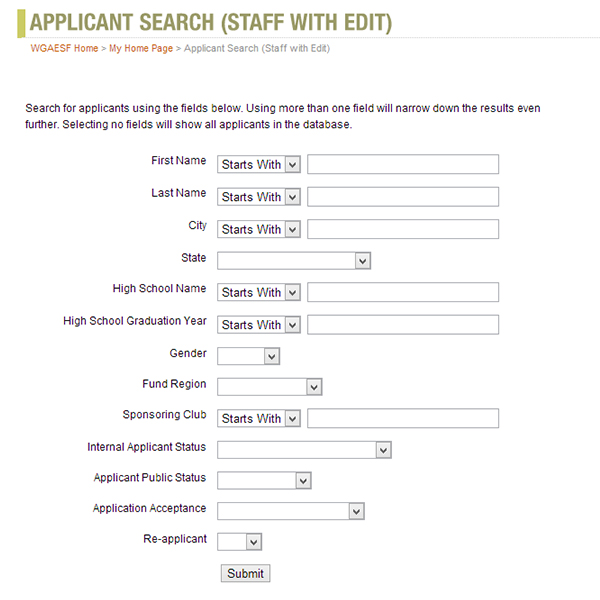 APPLICANT SEARCH (STAFF WITH EDIT)
WGAESF Home > My Home Page > Applicant Search (Staff with Edit)
Search for applicants using the fields below. Using more than one field will narrow down the results even
further. Selecting no fields will show all applicants in the database.
First Name Starts With
Last Name Starts With
City Starts With
State
High School Name Starts With
High School Graduation Year Starts With
Gender
Fund Region
Sponsoring Club Starts With
Internal Applicant Status
Applicant Public Status
Application Acceptance
Re-applicant
Submit